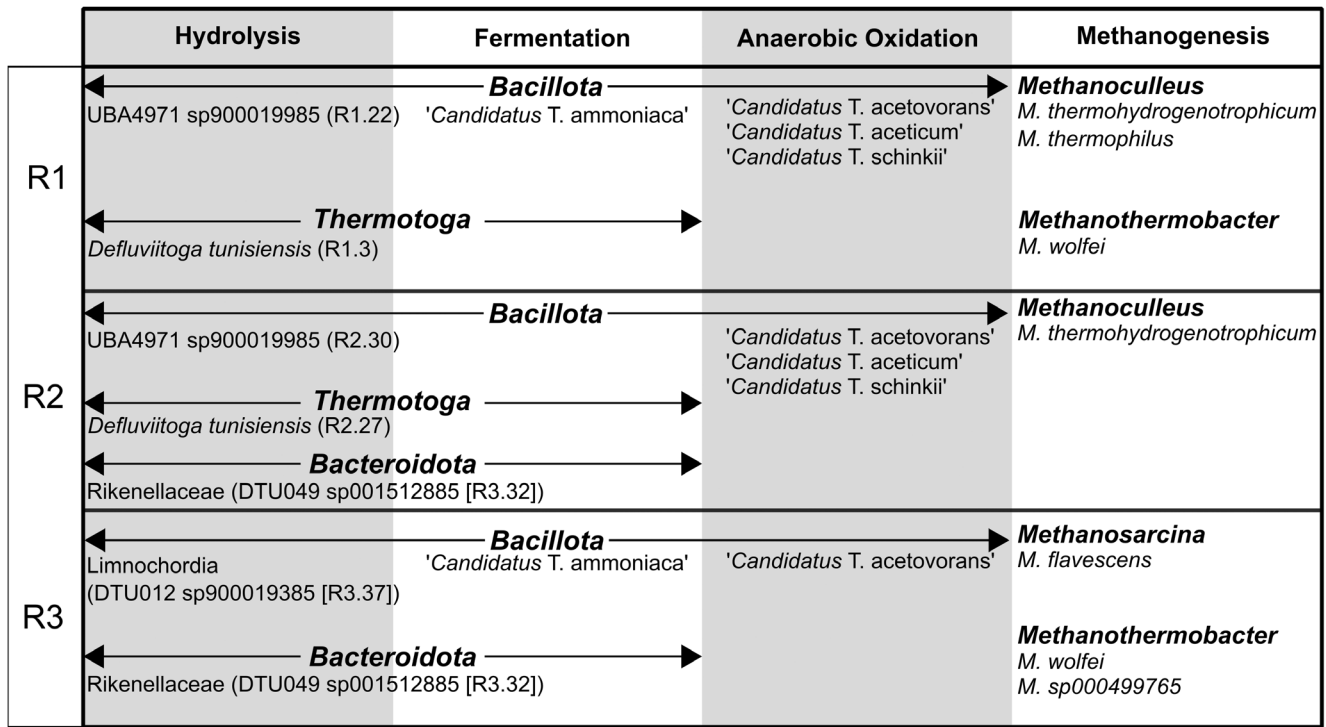 Hydrolysis Fermentation Anaerobic Oxidation Methanogenesis
R1
Bacillota
UBA4971 sp900019985 (R1.22)
'Candidatus T. ammoniaca'
'Candidatus T. acetovorans'
'Candidatus T. aceticum'
'Candidatus T. schinkii'
Methanoculleus
M. thermohydrogenotrophicum
M. thermophilus
Thermotoga
Defluviitoga tunisiensis (R1.3)
Methanothermobacter
M. wolfei
R2
Bacillota
UBA4971 sp900019985 (R2.30)
'Candidatus T. acetovorans'
'Candidatus T. aceticum'
'Candidatus T. schinkii'
Methanoculleus
M. thermohydrogenotrophicum
Thermotoga
Defluviitoga tunisiensis (R2.27)
Bacteroidota
Rikenellaceae (DTU049 sp001512885 [R3.32])
R3
Bacillota
Limnochordia
(DTU012 sp900019385 [R3.37])
'Candidatus T. ammoniaca'
'Candidatus T. acetovorans'
Methanosarcina
M. flavescens
Bacteroidota
Rikenellaceae (DTU049 sp001512885 [R3.32])
Methanothermobacter
M. wolfei
M. sp000499765